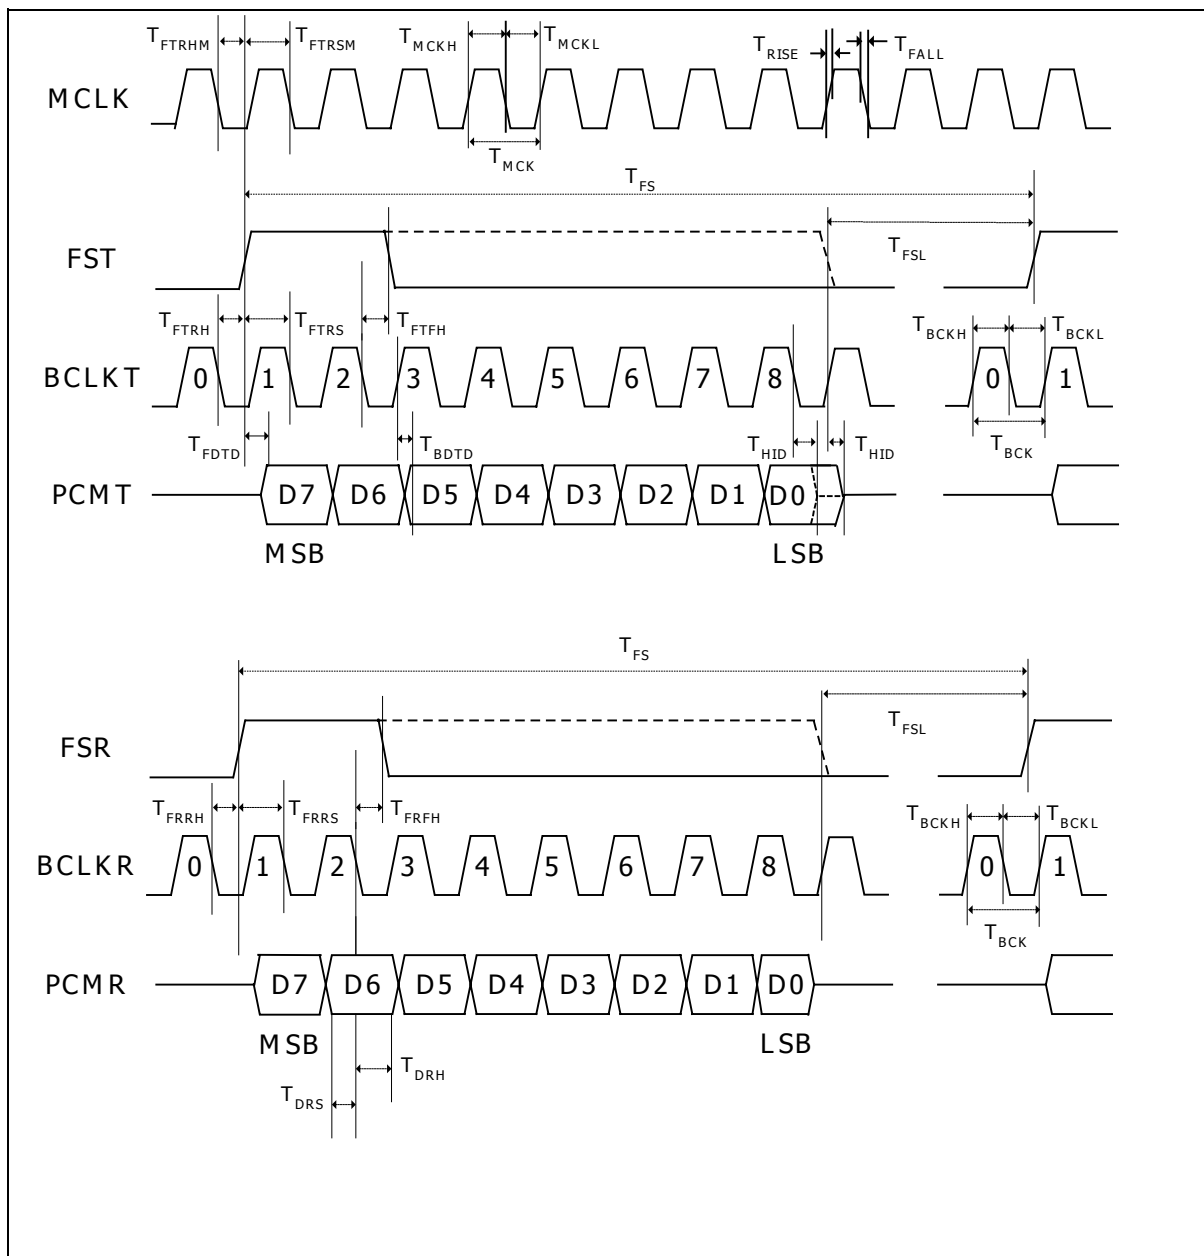 TFTRHM TFTRSM TMCKH TMCKL TRISE TFALL
MCLK
TMCK
TFS
FST TFSL
TFTRH TFTRS TFTFH TBCKH TBCKL
BCLKT 0 1 2 3 4 5 6 7 8 0 1
TFDTD TBDTD THID THID TBCK
PCMT D7 D6 D5 D4 D3 D2 D1 D0
MSB LSB
TFS
FSR TFSL
TFRRH TFRRS TFRFH TBCKH TBCKL
BCLKR 0 1 2 3 4 5 6 7 8 0 1
TBCK
PCMR D7 D6 D5 D4 D3 D2 D1 D0
MSB LSB
TDRH
TDRS